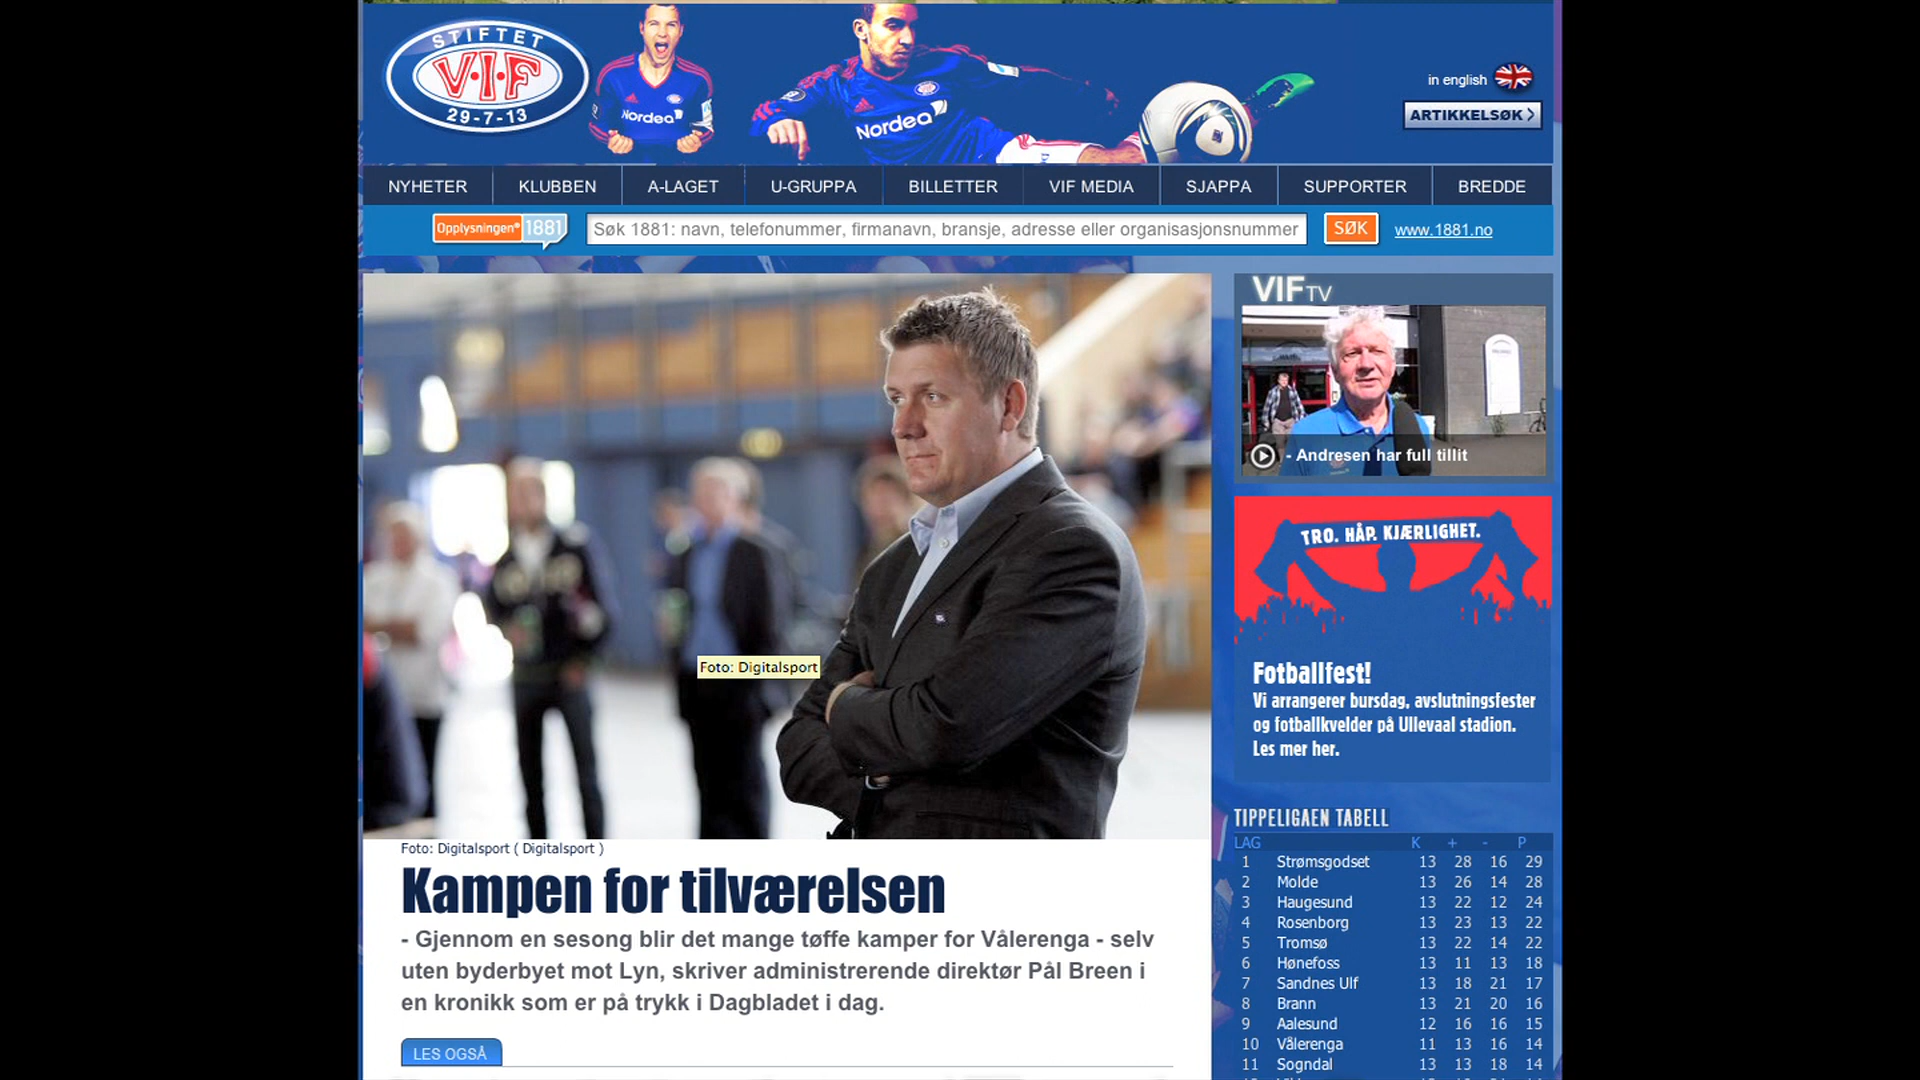 STIFTET
V·I·F
29-7-13
Nordea
Nordea
in english
ARTIKKELSØK
NYHETER KLUBBEN A-LAGET U-GRUPPA BILLETTER VIF MEDIA SJAPPA SUPPORTER BREDDE
Opplysningen® 1881 Søk 1881: navn, telefonummer, firmanavn, bransje, adresse eller organisasjonsnummer SØK www.1881.no
VIF TV
- Andresen har full tillit
TRO. HÅP. KJÆRLIGHET.
Fotballfest!
Vi arrangerer bursdag, avslutningsfester
og fotballkvelder på Ullevaal stadion.
Les mer her.
Foto: Digitalsport
Foto: Digitalsport ( Digitalsport )
Kampen for tilværelsen
- Gjennom en sesong blir det mange tøffe kamper for Vålerenga - selv
uten byderbyet mot Lyn, skriver administrerende direktør Pål Breen i
en kronikk som er på trykk i Dagbladet i dag.
LES OGSÅ
TIPPELIGAEN TABELL
LAG K + - P
1 Strømsgodset 13 28 16 29
2 Molde 13 26 14 28
3 Haugesund 13 22 12 24
4 Rosenborg 13 23 13 22
5 Tromsø 13 22 14 22
6 Hønefoss 13 11 13 18
7 Sandnes Ulf 13 18 21 17
8 Brann 13 21 20 16
9 Aalesund 12 16 16 15
10 Vålerenga 11 13 16 14
11 Sogndal 13 13 18 14